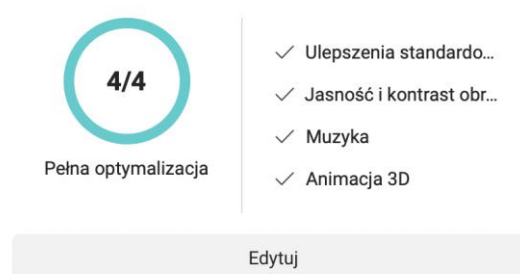 4/4
Pełna optymalizacja
Ulepszenia standardo...
Jasność i kontrast obr...
Muzyka
Animacja 3D
Edytuj